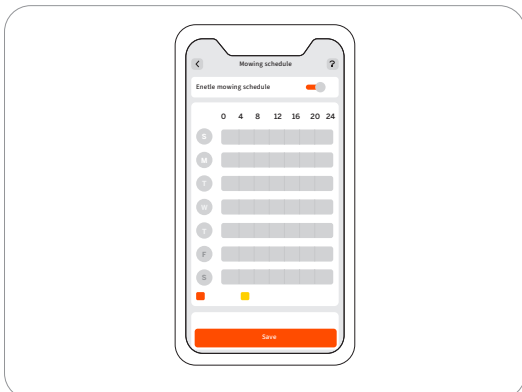 Mowing schedule ?
Enetle mowing schedule
0 4 8 12 16 20 24
S
M
T
W
T
F
S
Save